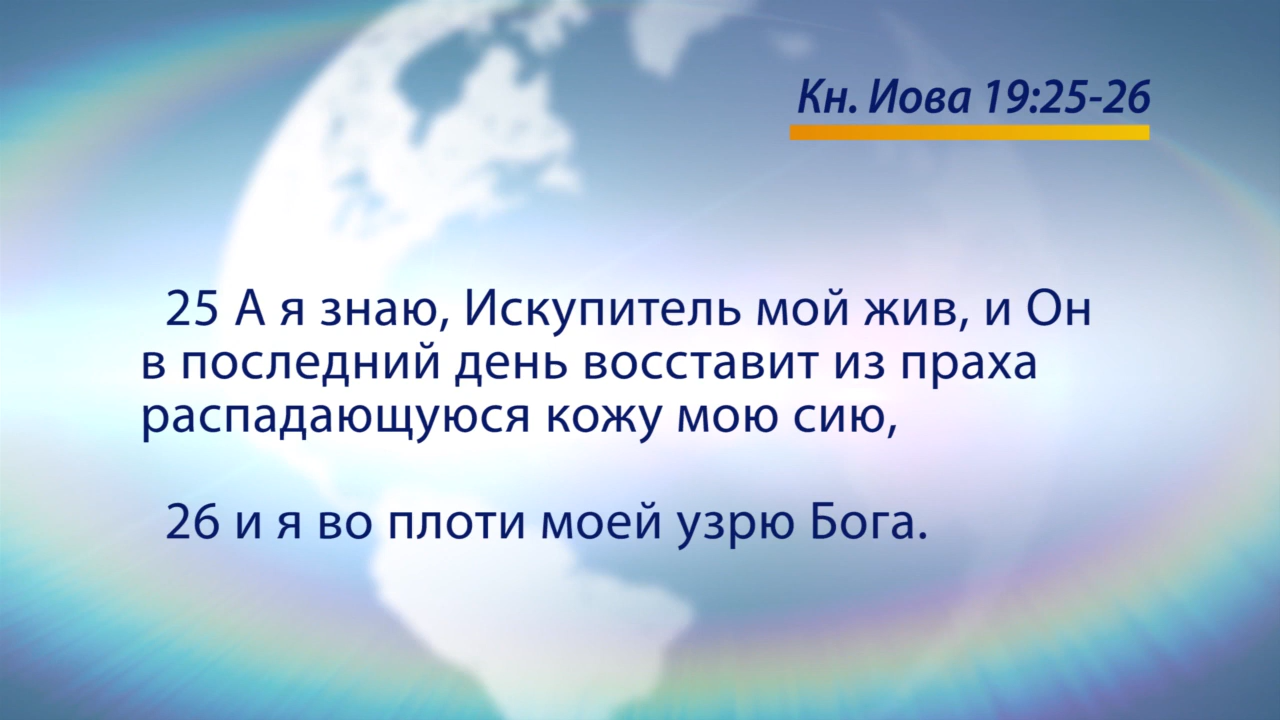 Кн. Иова 19:25-26
25 А я знаю, Искупитель мой жив, и Он
в последний день восставит из праха
распадающуюся кожу мою сию,
26 и я во плоти моей узрю Бога.